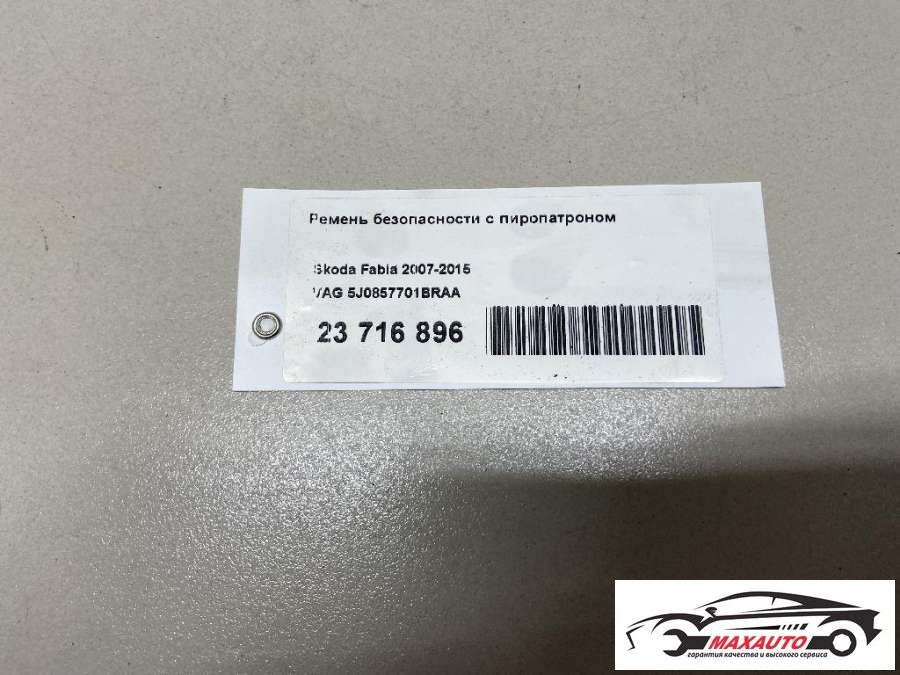 Ремень безопасности с пиропатроном
Skoda Fabia 2007-2015
VAG 5J0857701BRAA
23 716 896
MAXAUTO
гарантия качества и высокого сервиса